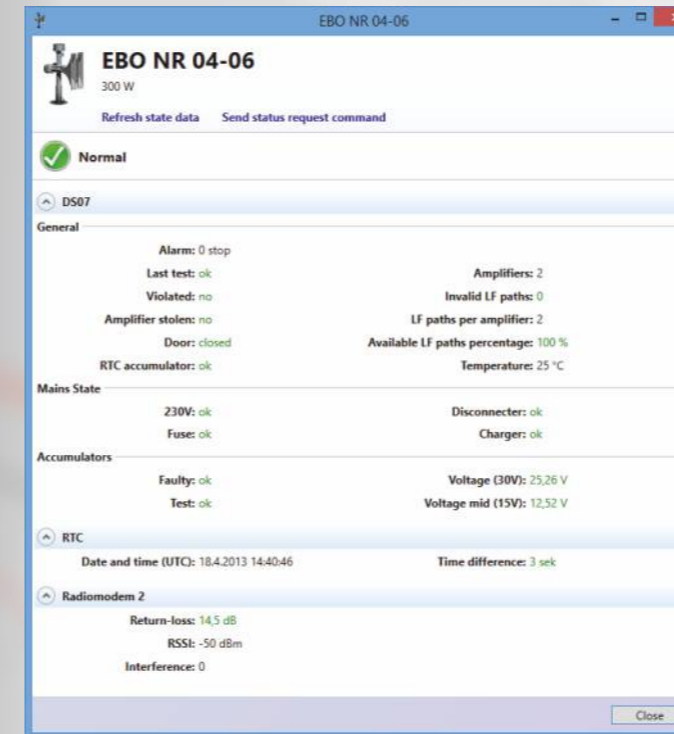 EBO NR 04-06
EBO NR 04-06
300 W
Refresh state data Send status request command
Normal
DS07
General
Alarm: 0 stop
Last test: ok Amplifiers: 2
Violated: no Invalid LF paths: 0
Amplifier stolen: no LF paths per amplifier: 2
Door: closed Available LF paths percentage: 100 %
RTC accumulator: ok Temperature: 25 °C
Mains State
230V: ok Disconnecter: ok
Fuse: ok Charger: ok
Accumulators
Faulty: ok Voltage (30V): 25,26 V
Test: ok Voltage mid (15V): 12,52 V
RTC
Date and time (UTC): 18.4.2013 14:40:46 Time difference: 3 sek
Radiomodem 2
Return-loss: 14,5 dB
RSSI: -50 dBm
Interference: 0
Close